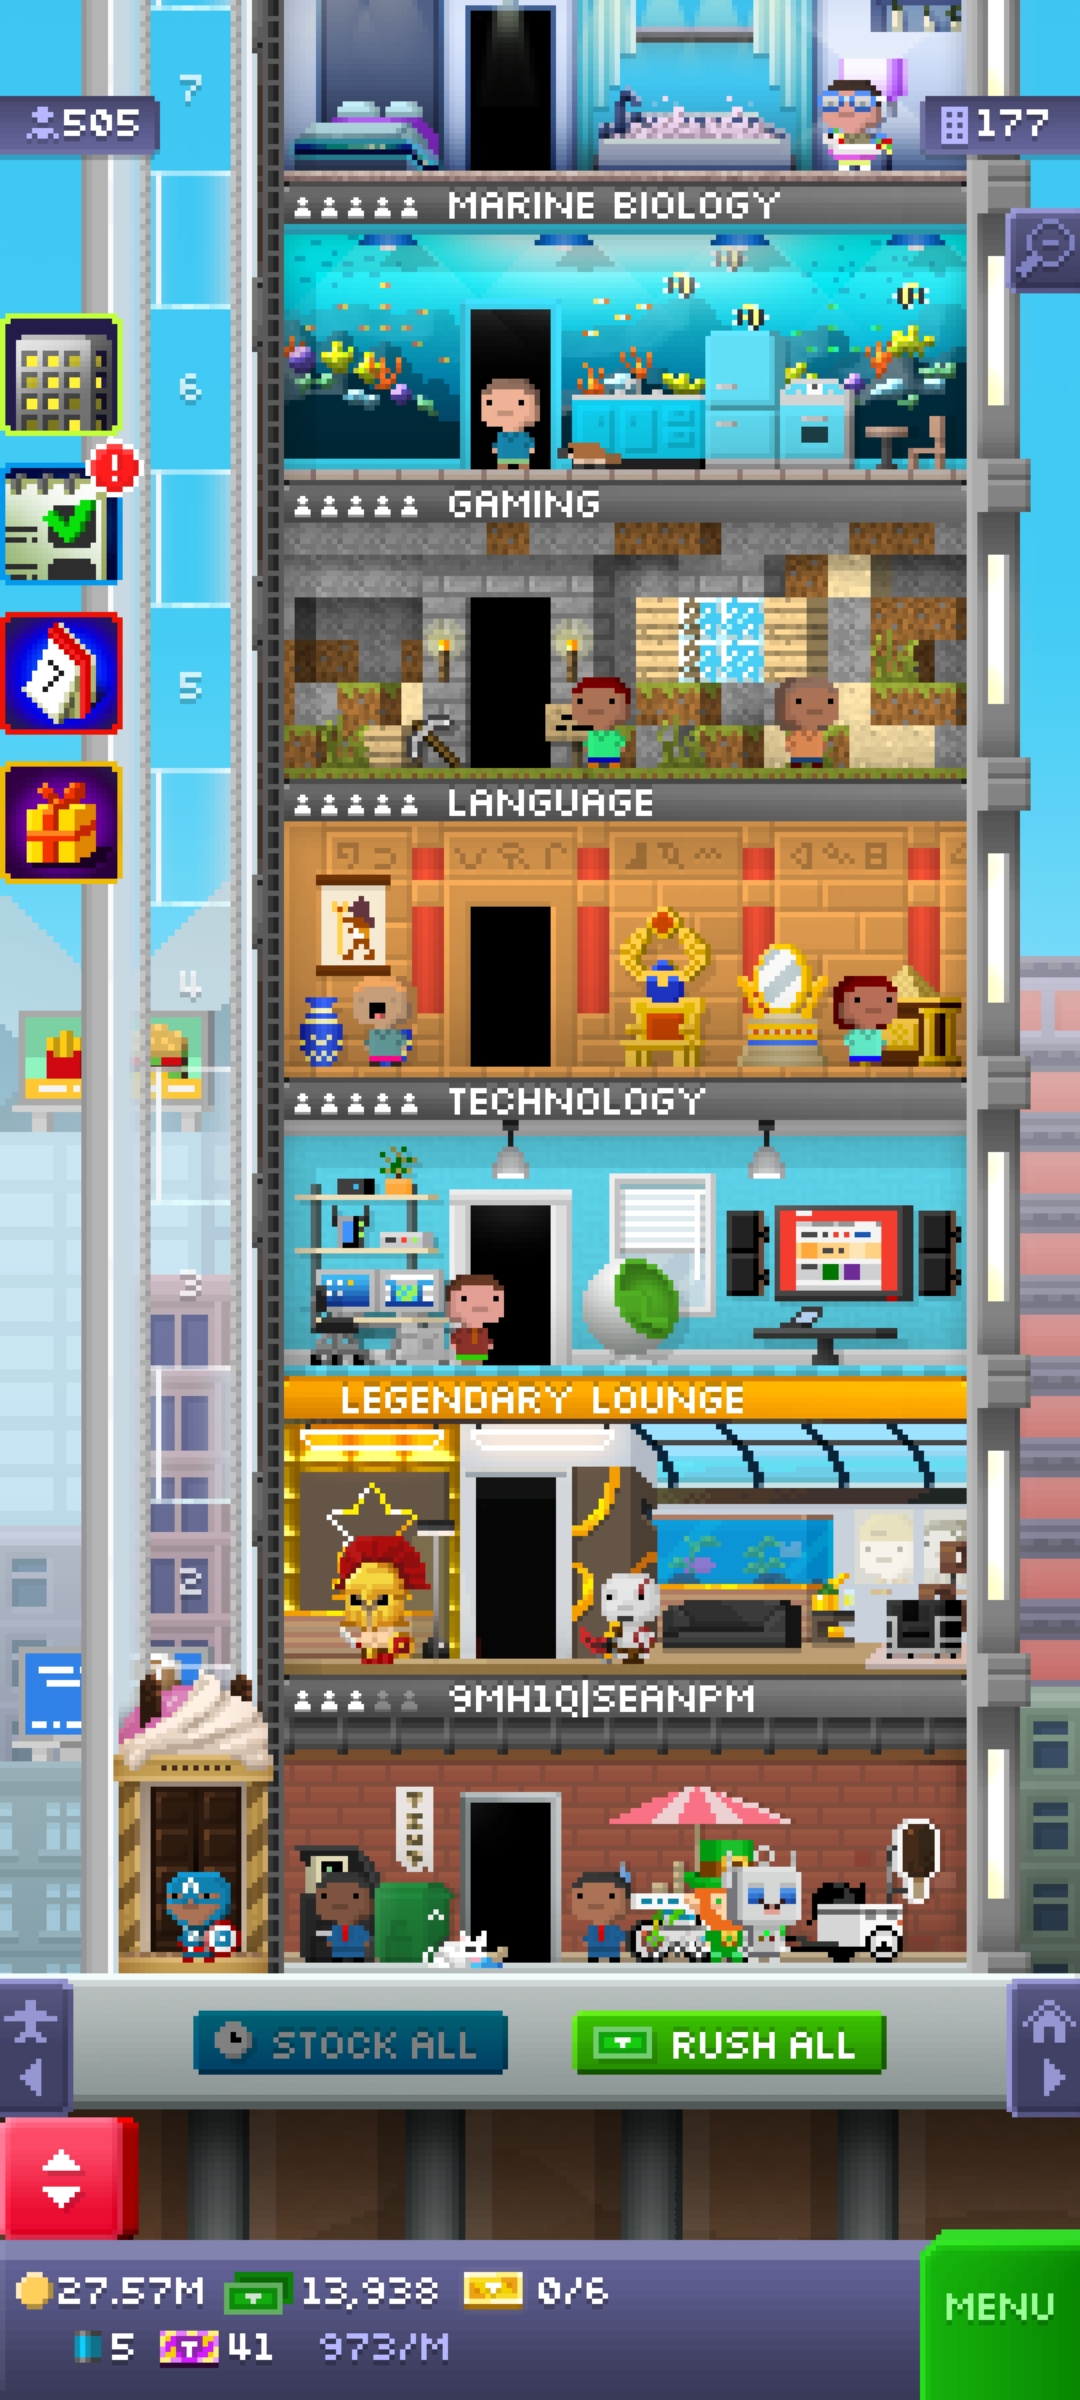 7
505
177
MARINE BIOLOGY
6
GAMING
5
LANGUAGE
4
TECHNOLOGY
3
LEGENDARY LOUNGE
2
9MH1Q|SEANPM
TINY
STOCK ALL
RUSH ALL
27.57M 13,938 0/6
5 41 973/M
MENU